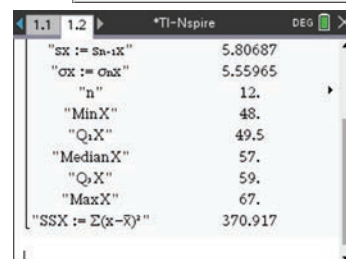 1.1 1.2 *TI-Nspire DEG
"sx := sn-1x" 5.80687
"σx := σnx" 5.55965
"n" 12.
"MinX" 48.
"Q₁X" 49.5
"MedianX" 57.
"Q₃X" 59.
"MaxX" 67.
"SSX := Σ(x-x̄)²" 370.917